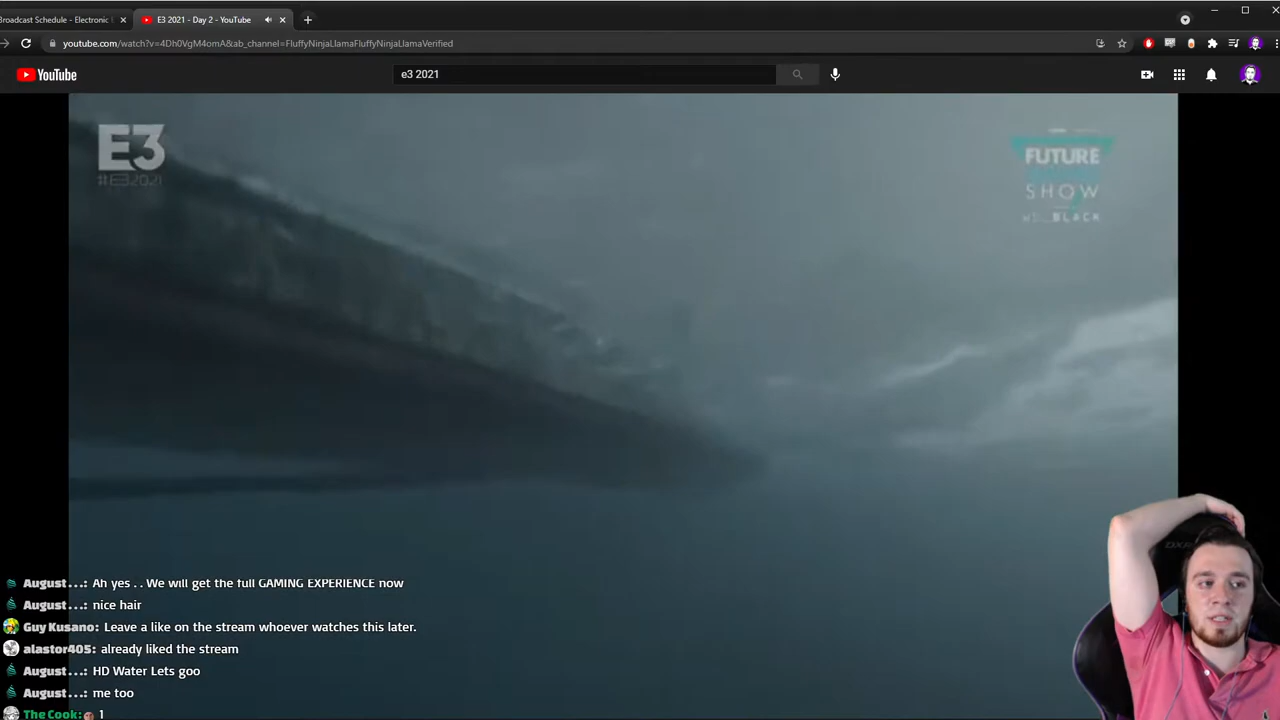 Broadcast Schedule - Electronic E
E3 2021 - Day 2 - YouTube
youtube.com/watch?v=4Dh0VgM4omA&ab_channel=FluffyNinjaLlamaFluffyNinjaLlamaVerified
YouTube
e3 2021
E3
#E32021
FUTURE
SHOW
BLACK
August...: Ah yes . . We will get the full GAMING EXPERIENCE now
August...: nice hair
Guy Kusano: Leave a like on the stream whoever watches this later.
alastor405: already liked the stream
August...: HD Water Lets goo
August...: me too
The Cook: 1